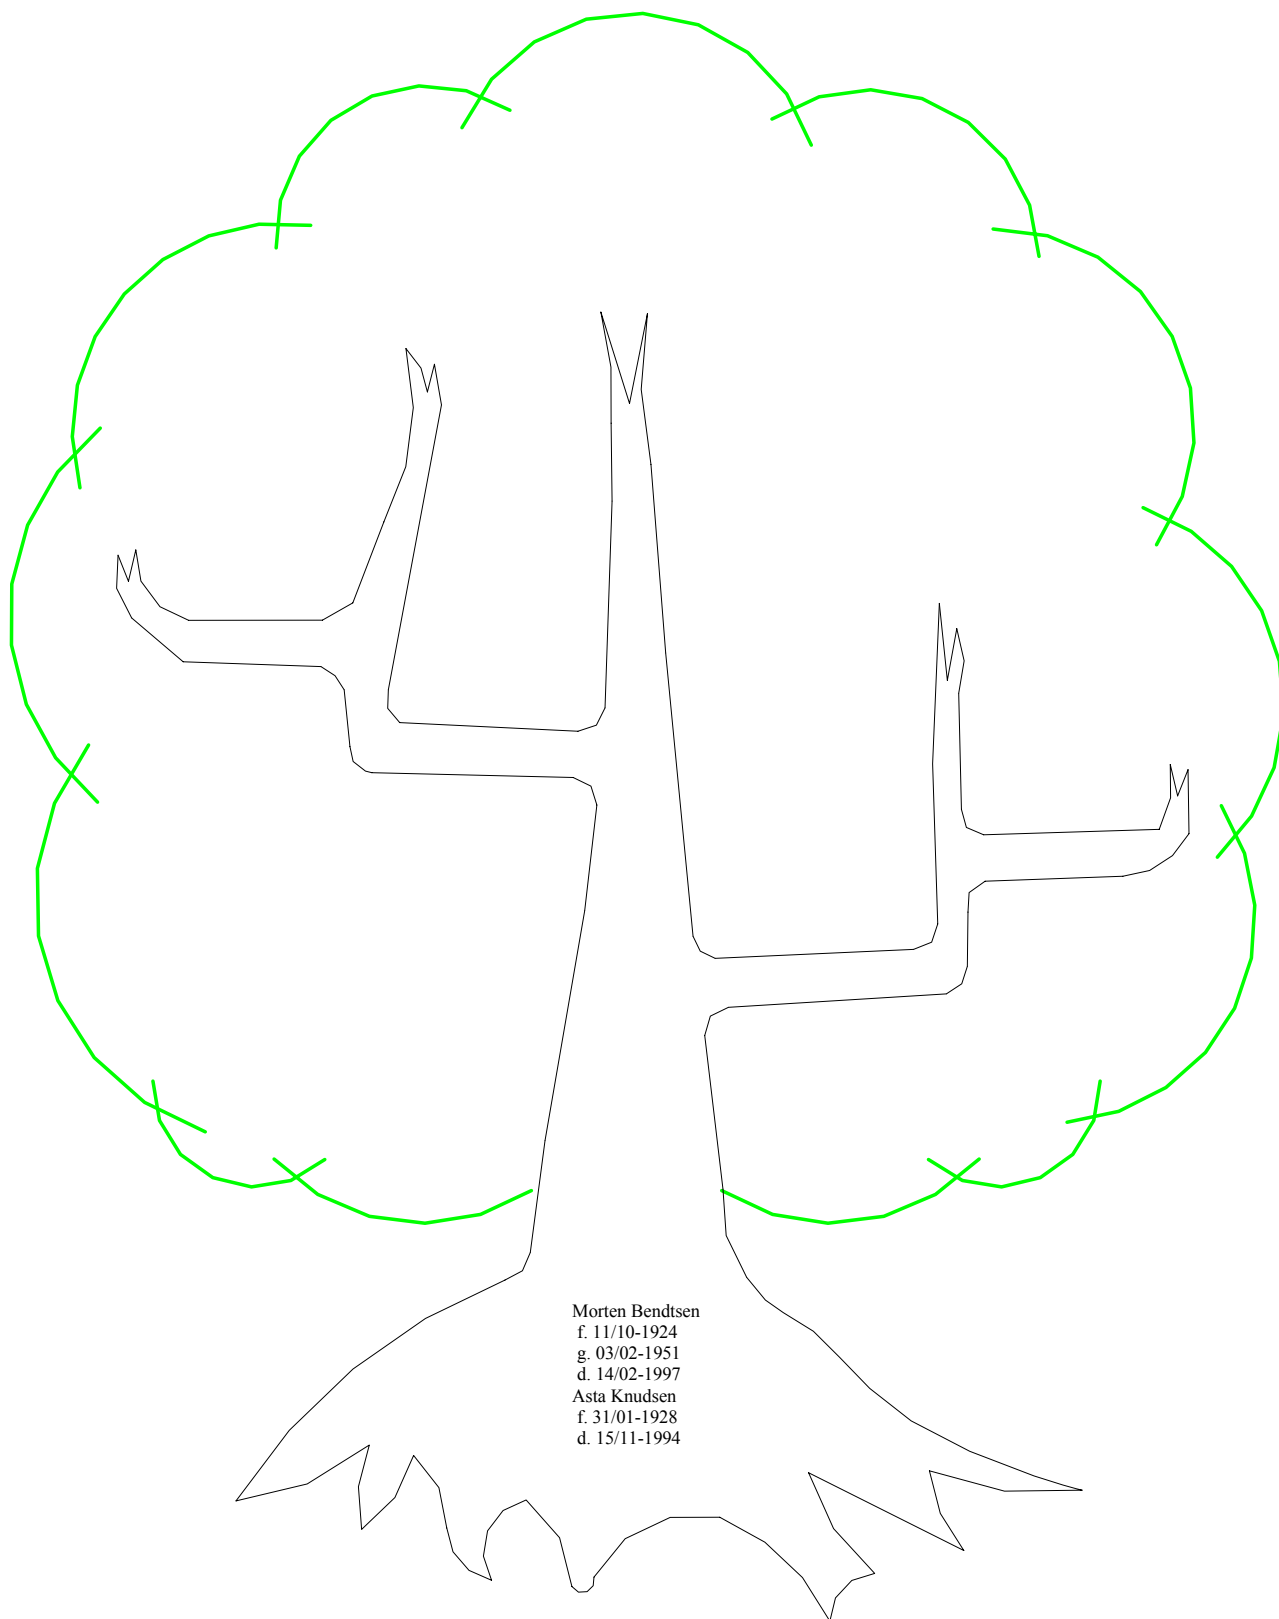 Morten Bendtsen
f. 11/10-1924
g. 03/02-1951
d. 14/02-1997
Asta Knudsen
f. 31/01-1928
d. 15/11-1994